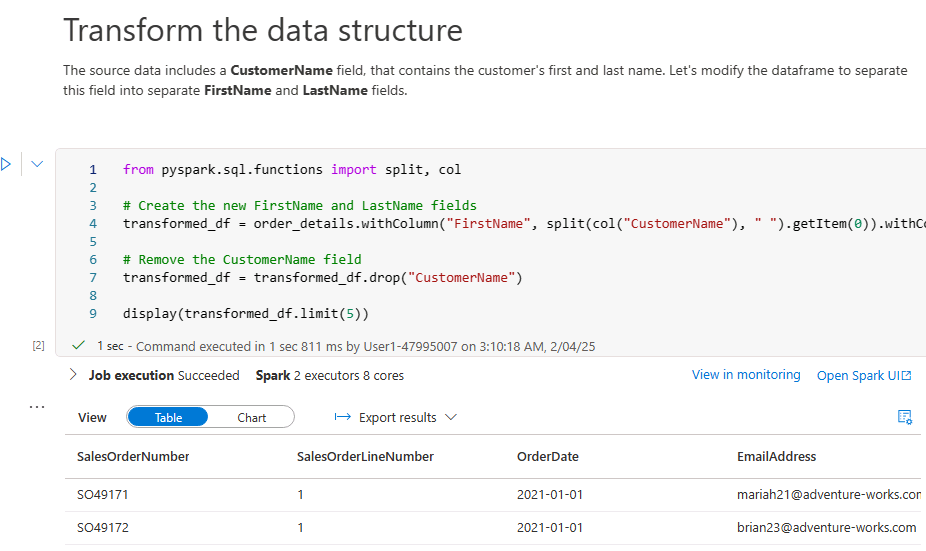 Transform the data structure
The source data includes a CustomerName field, that contains the customer's first and last name. Let's modify the dataframe to separate
this field into separate FirstName and LastName fields.
1 from pyspark.sql.functions import split, col
2
3 # Create the new FirstName and LastName fields
4 transformed_df = order_details.withColumn("FirstName", split(col("CustomerName"), " ").getItem(0)).withCo
5
6 # Remove the CustomerName field
7 transformed_df = transformed_df.drop("CustomerName")
8
9 display(transformed_df.limit(5))
[2] 1 sec - Command executed in 1 sec 811 ms by User1-47995007 on 3:10:18 AM, 2/04/25
Job execution Succeeded Spark 2 executors 8 cores View in monitoring Open Spark UI
View Table Chart Export results
SalesOrderNumber SalesOrderLineNumber OrderDate EmailAddress
SO49171 1 2021-01-01 mariah21@adventure-works.com
SO49172 1 2021-01-01 brian23@adventure-works.com